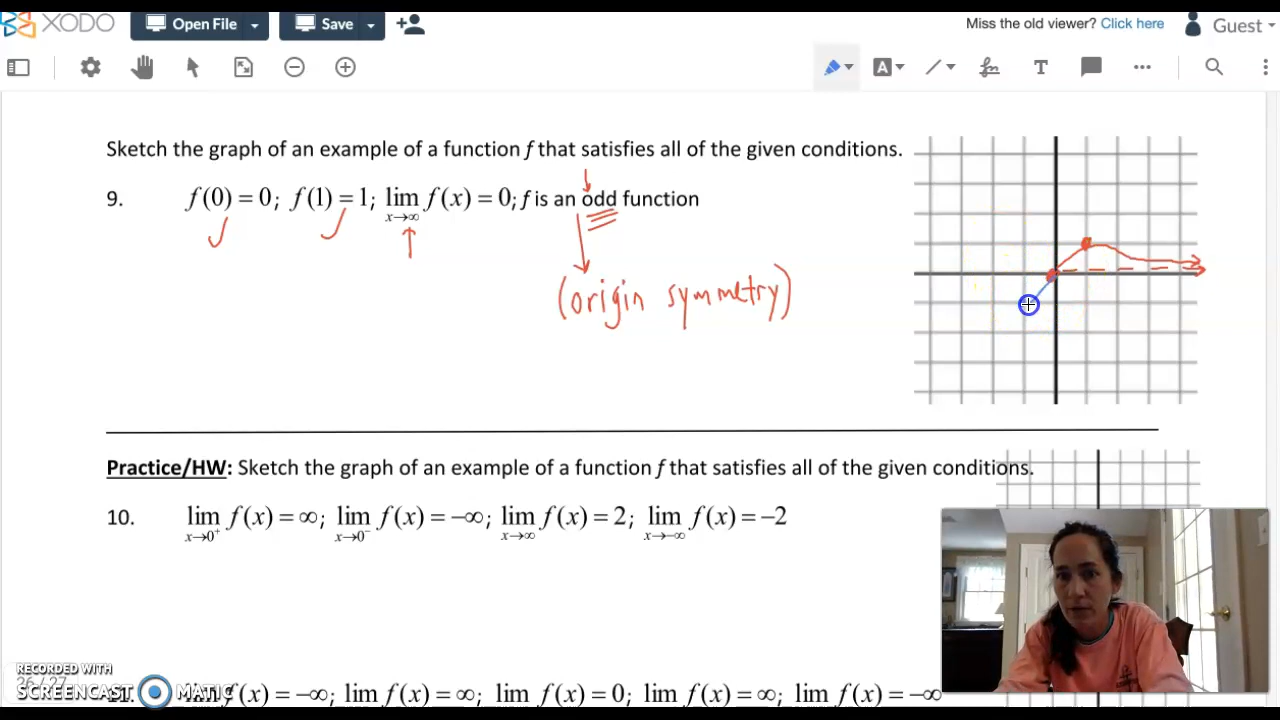 XODO Open File Save Miss the old viewer? Click here Guest
A T
Sketch the graph of an example of a function f that satisfies all of the given conditions.
9. f(0) = 0; f(1) = 1; lim x→∞ f(x) = 0; f is an odd function
(origin symmetry)
Practice/HW: Sketch the graph of an example of a function f that satisfies all of the given conditions.
10. lim x→0⁺ f(x) = ∞; lim x→0⁻ f(x) = −∞; lim x→∞ f(x) = 2; lim x→−∞ f(x) = −2
RECORDED WITH
SCREENCAST MATIC
11. f(x) = −∞; lim f(x) = ∞; lim f(x) = 0; lim f(x) = ∞; lim f(x) = −∞